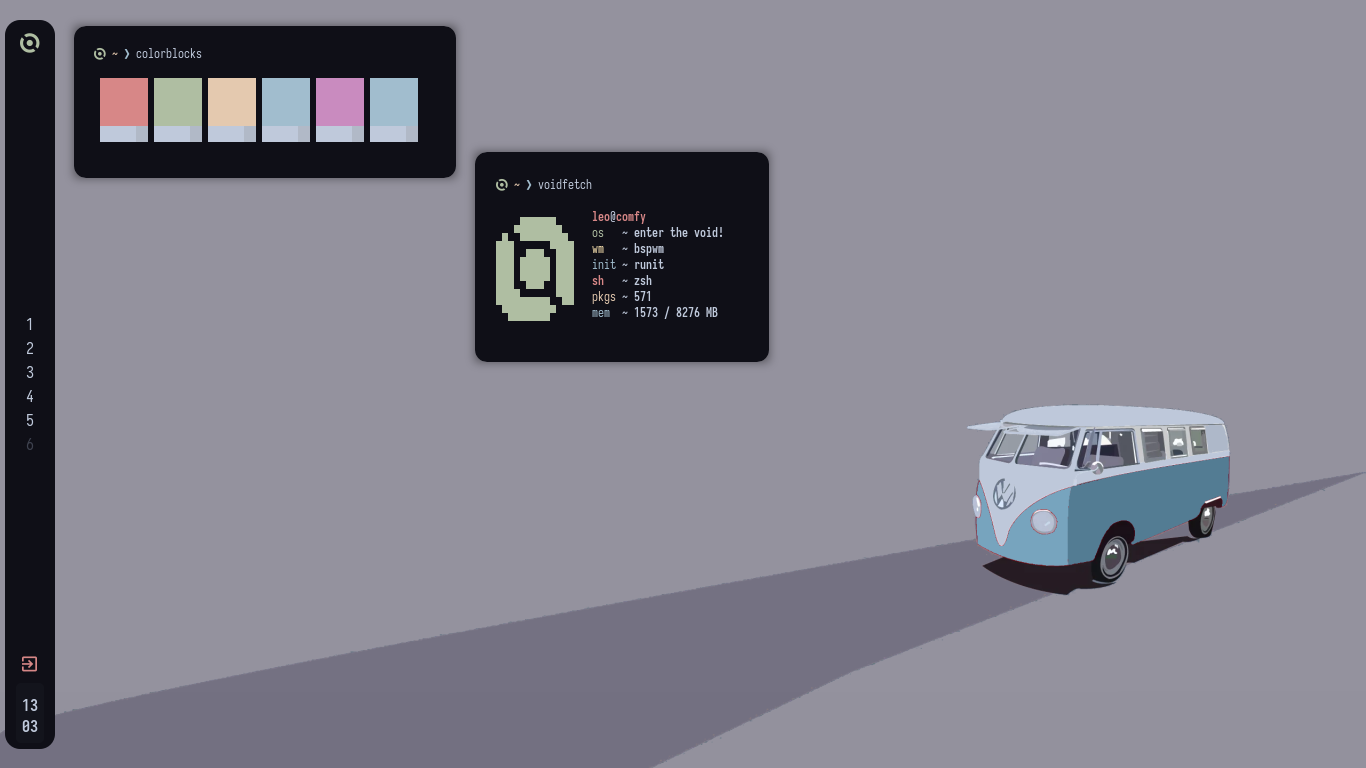 ~ ❯ colorblocks
~ ❯ voidfetch
leo@comfy
os ~ enter the void!
wm ~ bspwm
init ~ runit
sh ~ zsh
pkgs ~ 571
mem ~ 1573 / 8276 MB
1
2
3
4
5
6
13
03
VW